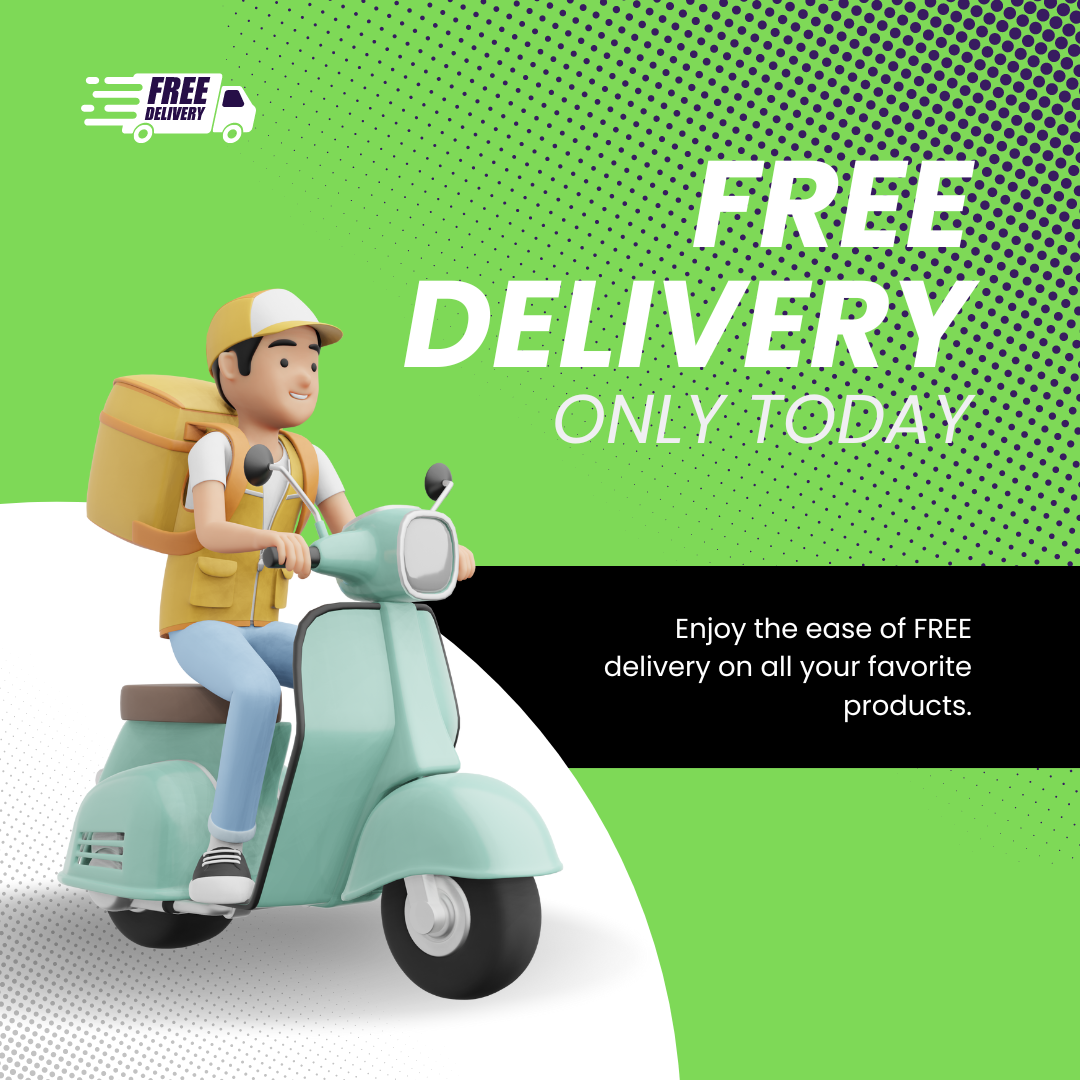 FREE
DELIVERY
FREE
DELIVERY
ONLY TODAY
Enjoy the ease of FREE
delivery on all your favorite
products.